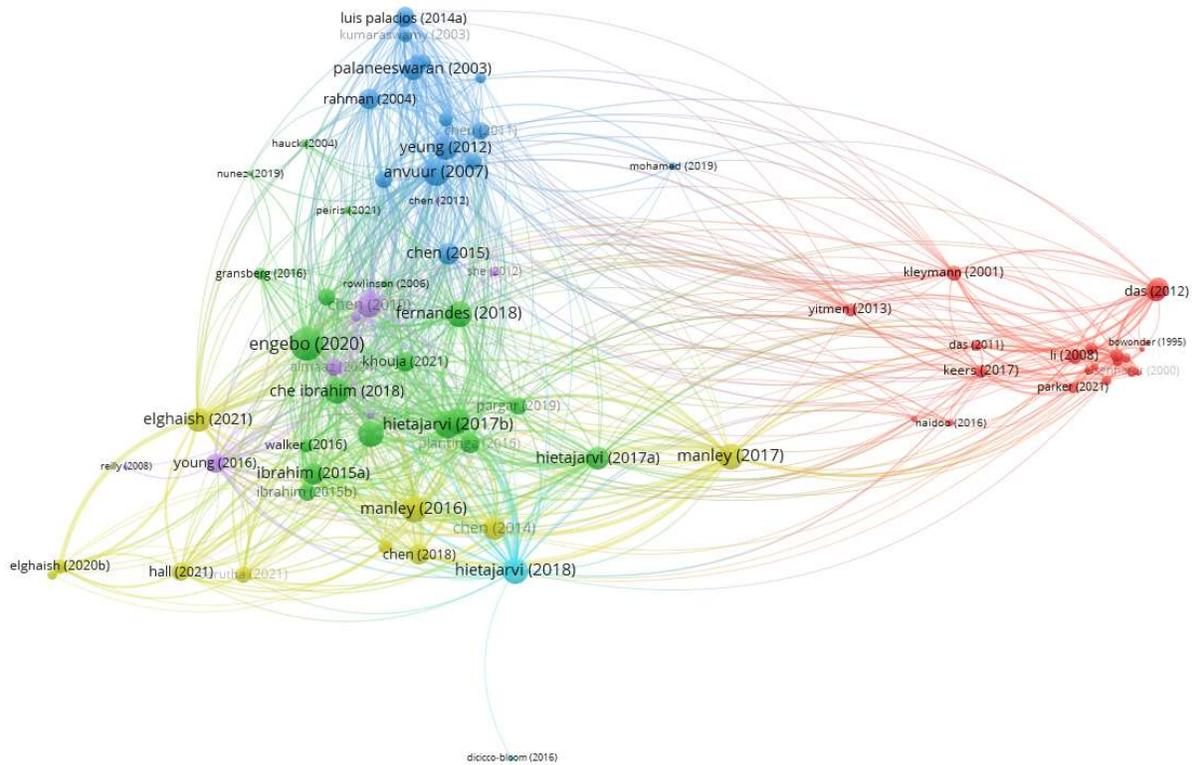 luis palacios (2014a)
kumaraswamy (2003)
palaneeswaran (2003)
rahman (2004)
chen (2011)
hauck (2004)
yeung (2012)
mohamed (2019)
nunez (2019)
anvuur (2007)
chen (2012)
peiris (2021)
chen (2015)
she (2012)
gransberg (2016)
kleymann (2001)
rowlinson (2006)
das (2012)
chen (2010)
fernandes (2018)
yitmen (2013)
engebo (2020)
das (2011)
bowonder (1995)
li (2008)
khouja (2021)
keers (2017)
(2000)
parker (2021)
che ibrahim (2018)
pargar (2019)
elghaish (2021)
hietajarvi (2017b)
naidoo (2016)
walker (2016)
plantinga (2016)
hietajarvi (2017a)
manley (2017)
reilly (2008)
young (2016)
ibrahim (2015a)
ibrahim (2015b)
manley (2016)
chen (2014)
chen (2018)
elghaish (2020b)
hall (2021)
(2021)
hietajarvi (2018)
dicicco-bloom (2016)